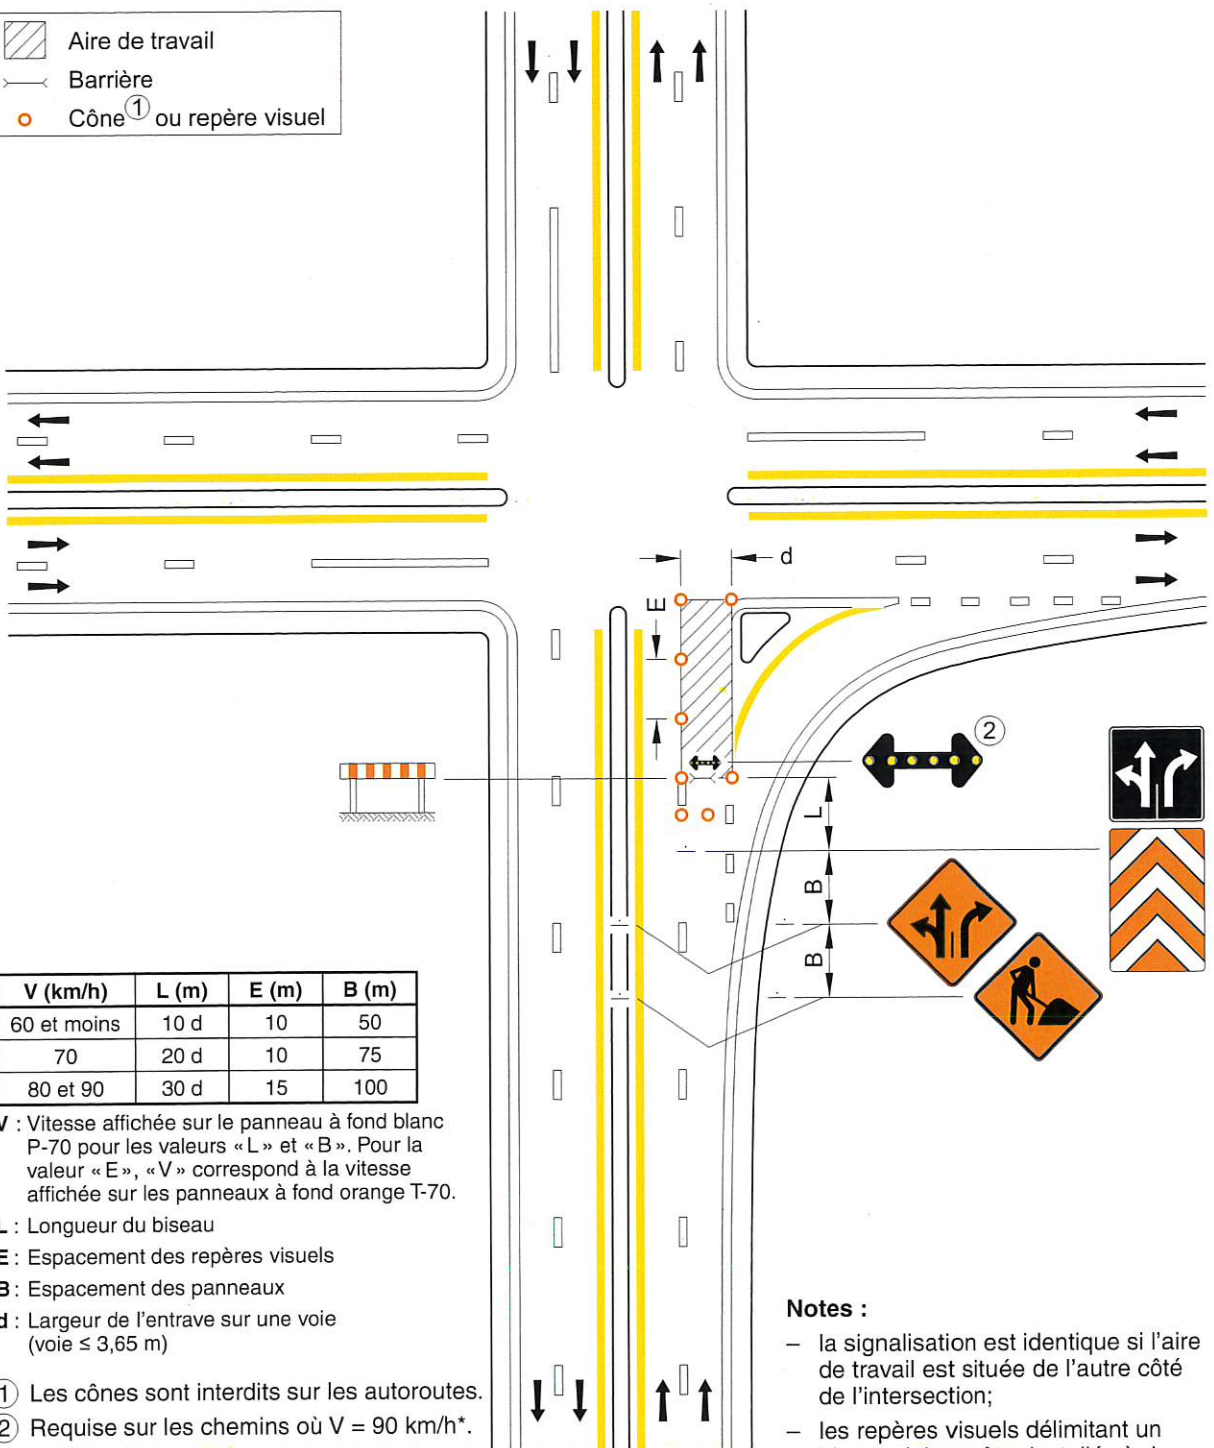 Aire de travail
Barrière
Cône① ou repère visuel
d
E
②
L
B
B
V (km/h) L (m) E (m) B (m)
60 et moins 10 d 10 50
70 20 d 10 75
80 et 90 30 d 15 100
V : Vitesse affichée sur le panneau à fond blanc
P-70 pour les valeurs «L» et «B». Pour la
valeur «E», «V» correspond à la vitesse
affichée sur les panneaux à fond orange T-70.
L : Longueur du biseau
E : Espacement des repères visuels
B : Espacement des panneaux
d : Largeur de l'entrave sur une voie
(voie ≤ 3,65 m)
① Les cônes sont interdits sur les autoroutes.
② Requise sur les chemins où V = 90 km/h*.
Notes :
– la signalisation est identique si l'aire
de travail est située de l'autre côté
de l'intersection;
– les repères visuels délimitant un